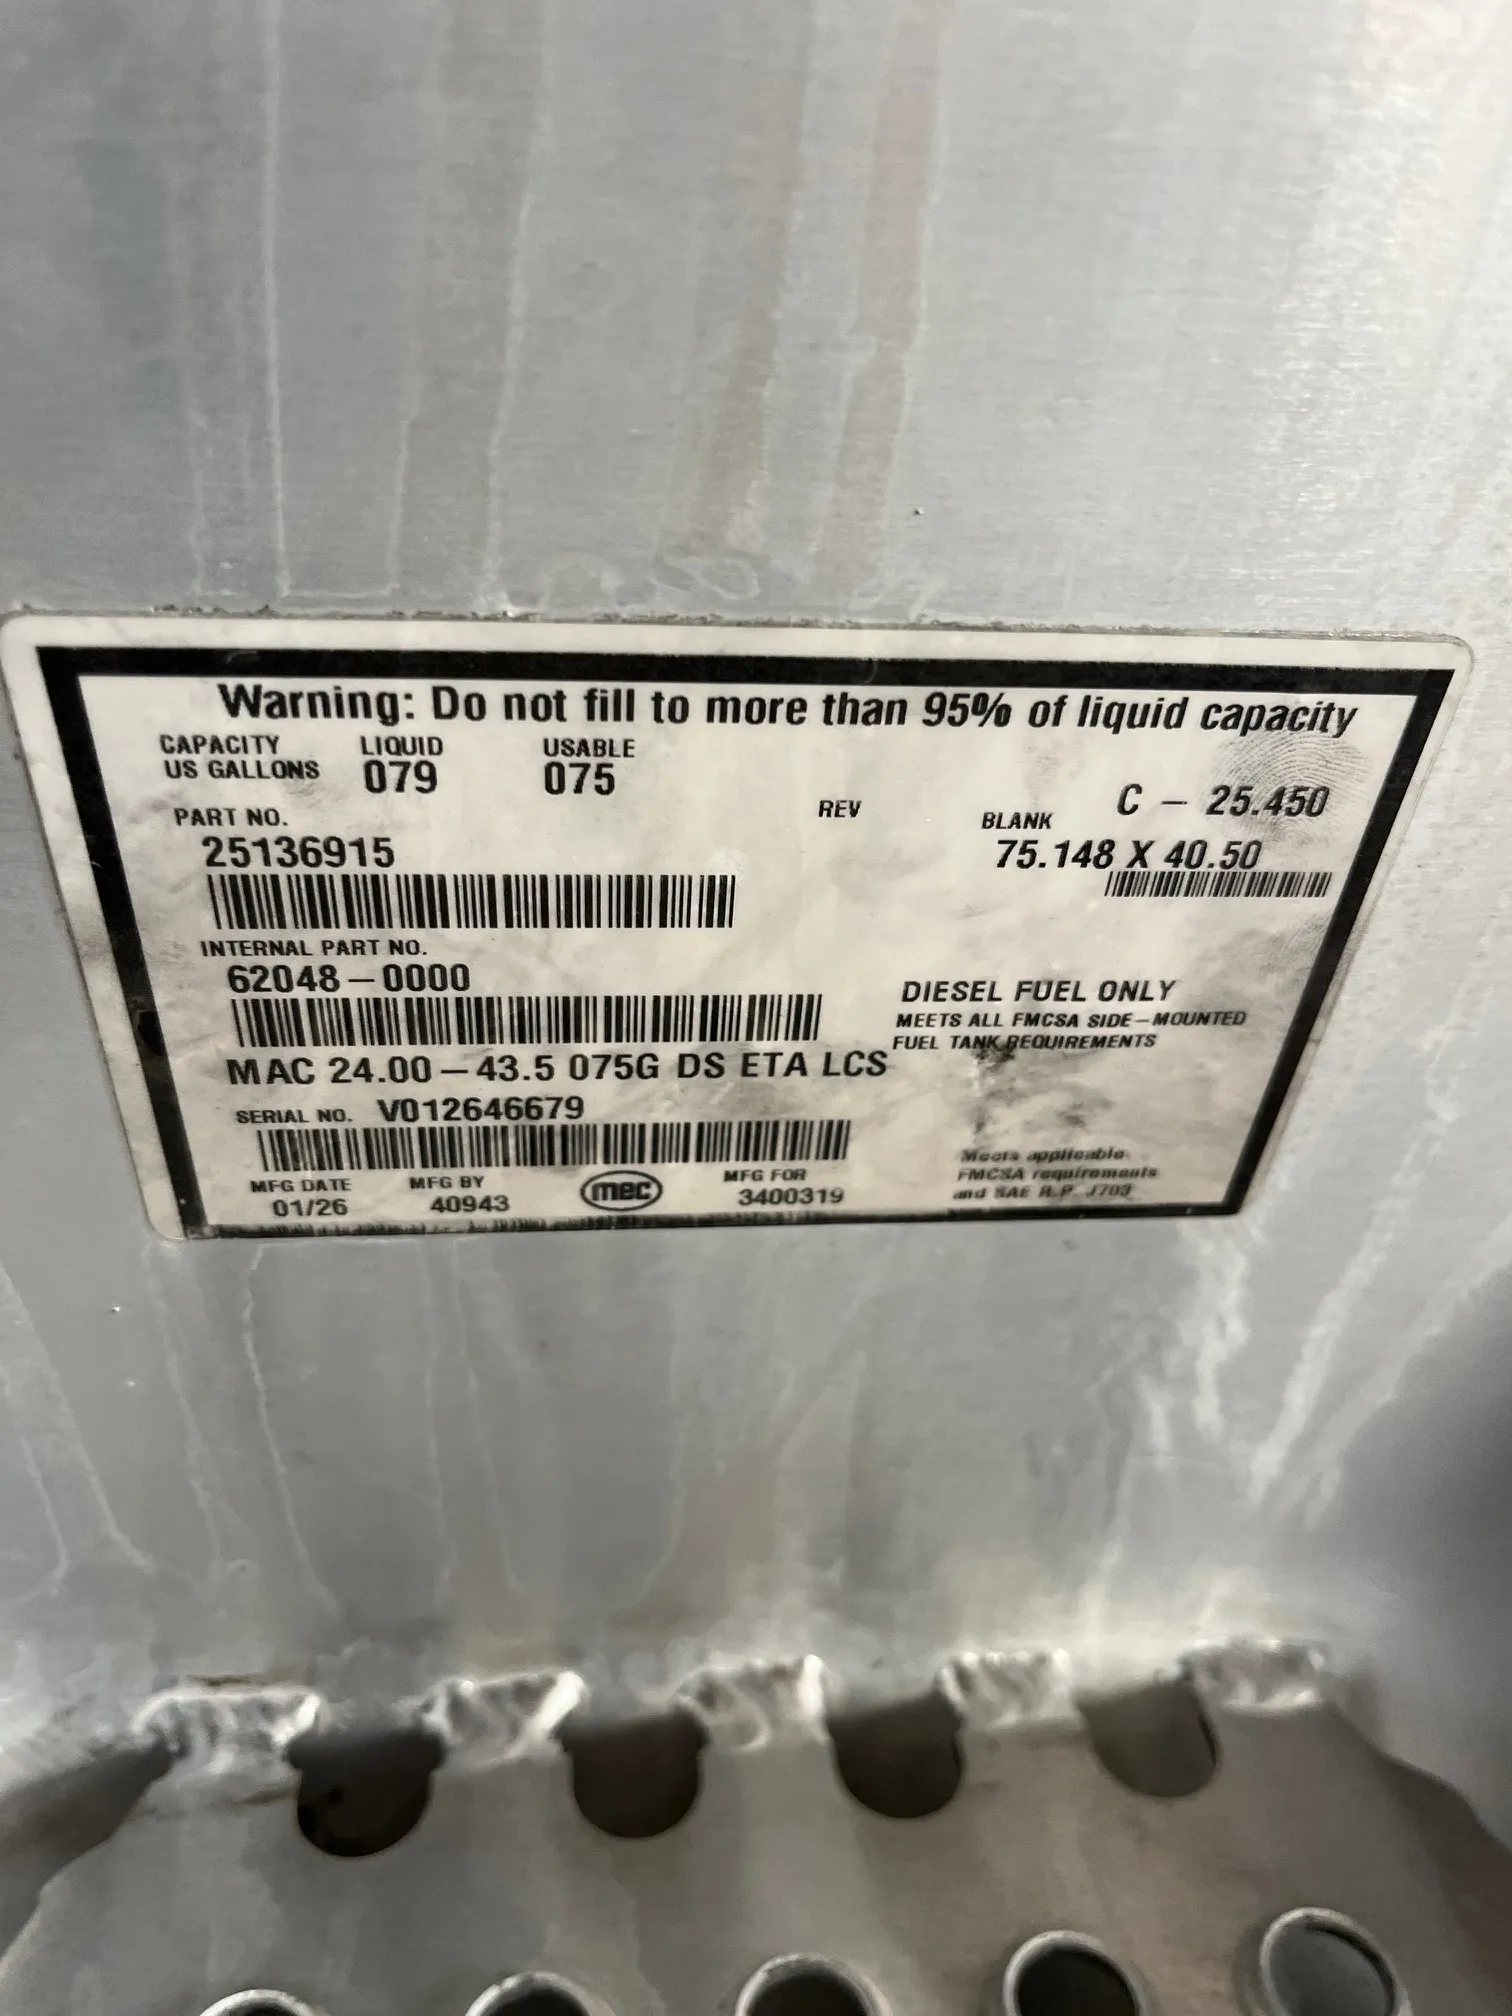 Warning: Do not fill to more than 95% of liquid capacity
CAPACITY US GALLONS LIQUID 079 USABLE 075
C - 25.450
PART NO. REV BLANK
25136915 75.148 X 40.50
INTERNAL PART NO.
62048-0000
DIESEL FUEL ONLY
MEETS ALL FMCSA SIDE-MOUNTED
FUEL TANK REQUIREMENTS
MAC 24.00-43.5 075G DS ETA LCS
SERIAL NO. V012646679
Meets applicable
FMCSA requirements
and SAE R.P. J703
MFG DATE MFG BY mec MFG FOR
01/26 40943 3400319